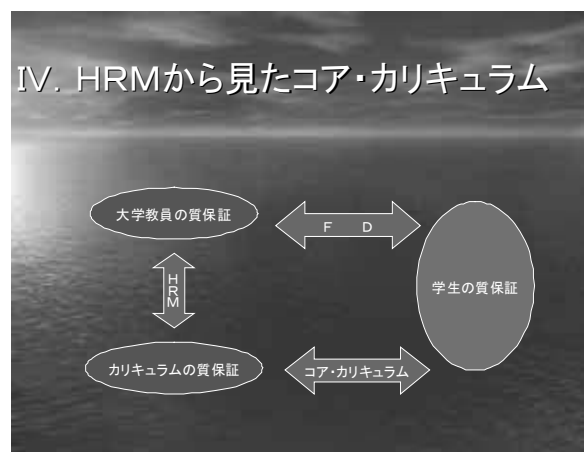 Ⅳ．ＨＲＭから見たコア・カリキュラム
大学教員の質保証
Ｆ　Ｄ
HRM
学生の質保証
カリキュラムの質保証
コア・カリキュラム